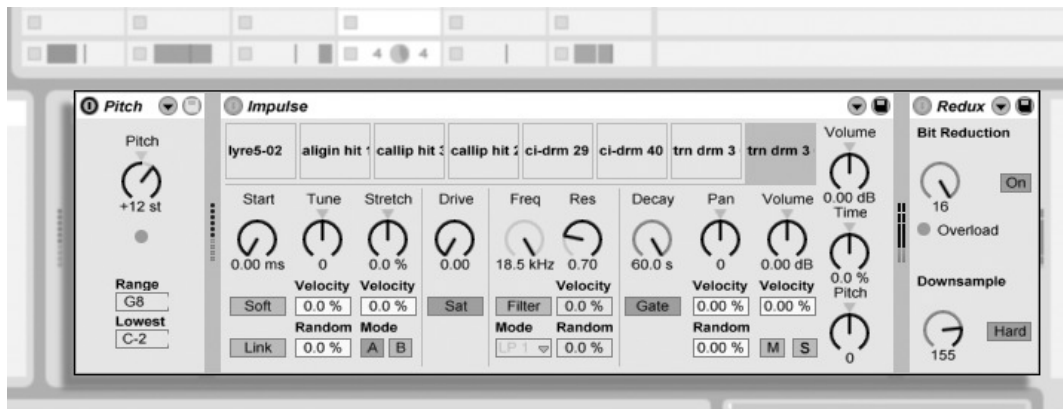 4 4
Pitch
Pitch
+12 st
Range
G8
Lowest
C-2
Impulse
lyre5-02 aligin hit 1 callip hit 3 callip hit 2 ci-drm 29 ci-drm 40 trn drm 3 trn drm 3
Start Tune Stretch Drive Freq Res Decay Pan Volume
0.00 ms 0 0.0 % 0.00 18.5 kHz 0.70 60.0 s 0 0.00 dB
Velocity Velocity Velocity Velocity Velocity
Soft 0.0 % 0.0 % Sat Filter 0.0 % Gate 0.00 % 0.00 %
Random Mode Mode Random Random
Link 0.0 % A B LP 1 0.0 % 0.00 % M S
Volume
0.00 dB
Time
0.0 %
Pitch
0
Redux
Bit Reduction
On
16
Overload
Downsample
Hard
155